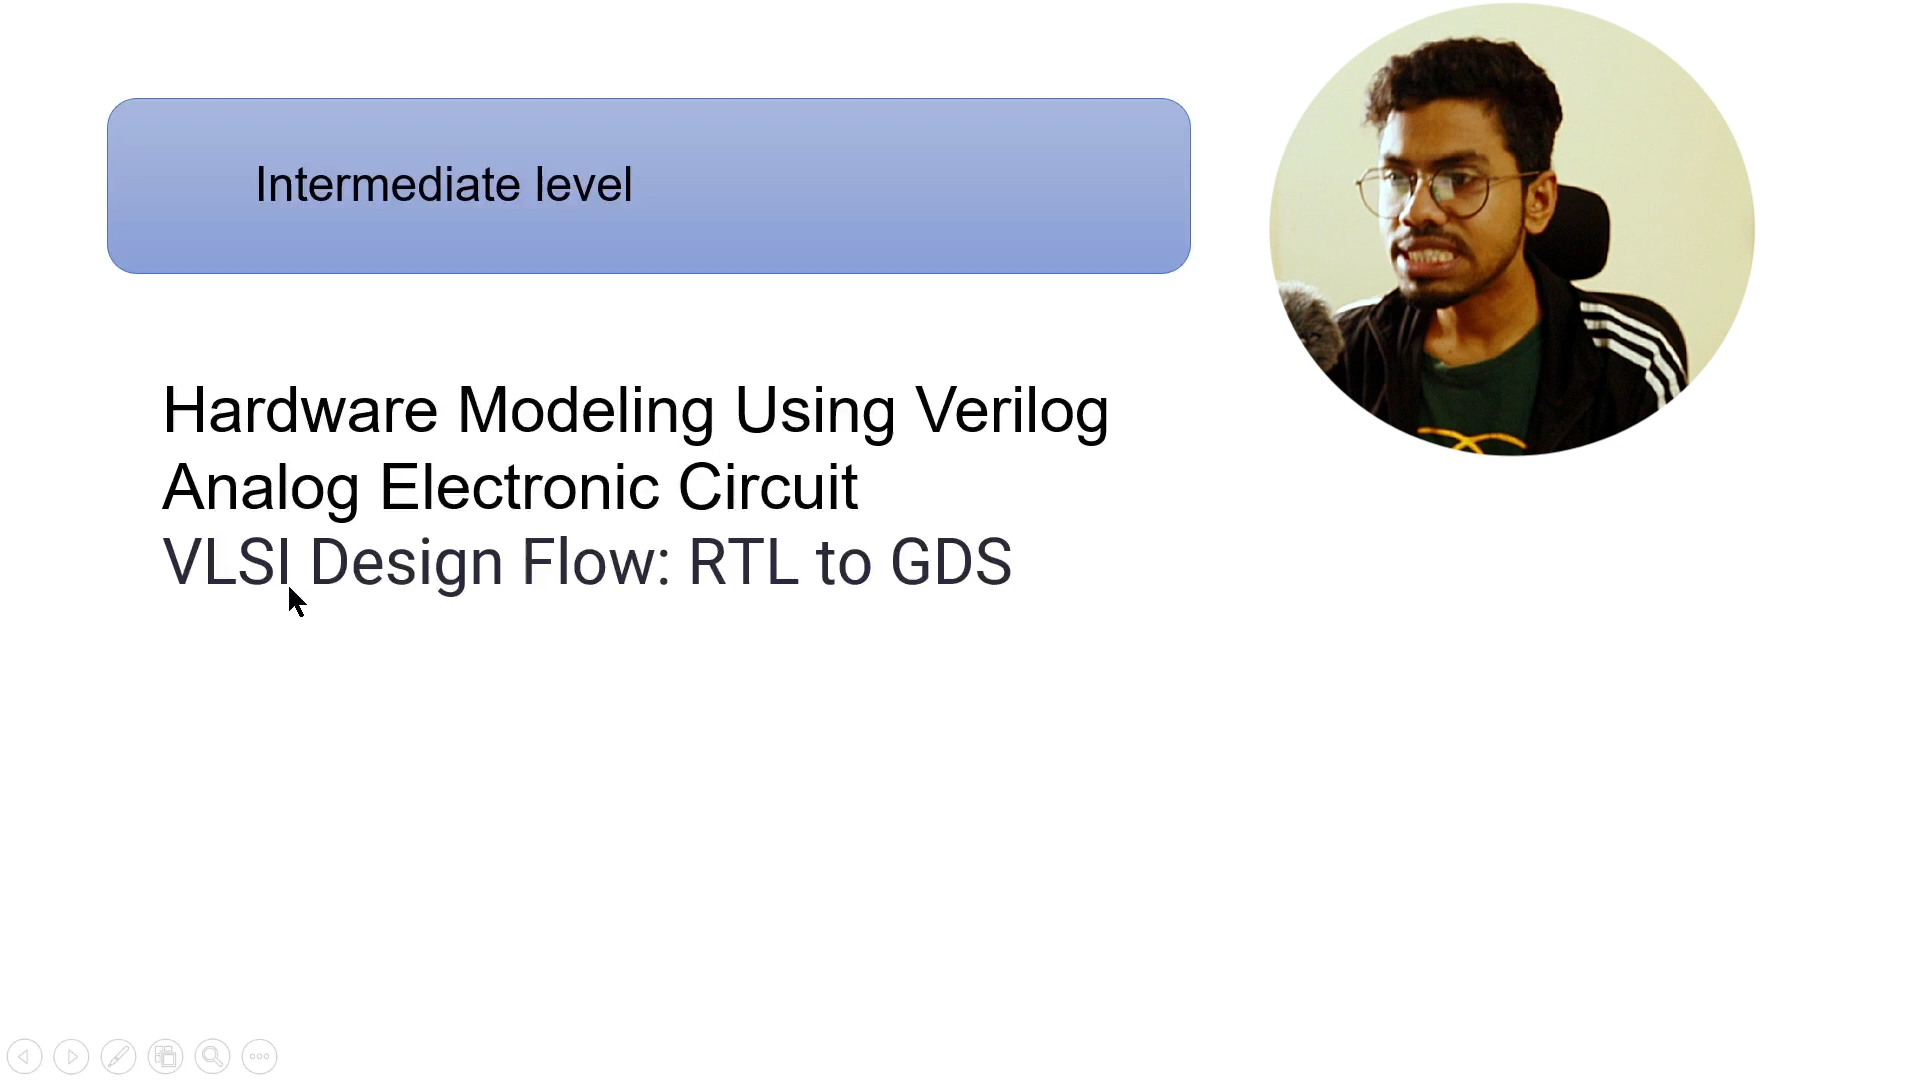 Intermediate level
Hardware Modeling Using Verilog
Analog Electronic Circuit
VLSI Design Flow: RTL to GDS